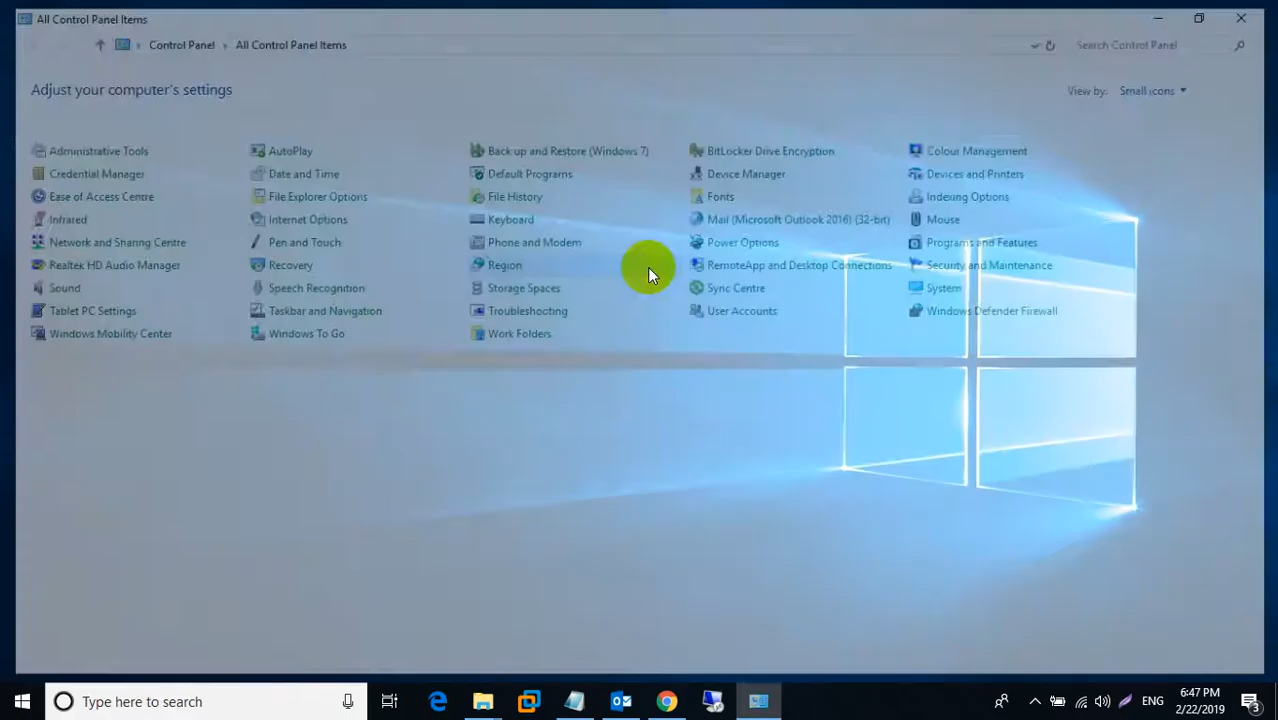 All Control Panel Items
Control Panel › All Control Panel Items
Search Control Panel
Adjust your computer's settings
View by: Small icons
Administrative Tools
AutoPlay
Backup and Restore (Windows 7)
BitLocker Drive Encryption
Colour Management
Credential Manager
Date and Time
Default Programs
Device Manager
Devices and Printers
Ease of Access Centre
File Explorer Options
File History
Fonts
Indexing Options
Infrared
Internet Options
Keyboard
Mail (Microsoft Outlook 2016) (32-bit)
Mouse
Network and Sharing Centre
Pen and Touch
Phone and Modem
Power Options
Programs and Features
Realtek HD Audio Manager
Recovery
Region
RemoteApp and Desktop Connections
Security and Maintenance
Sound
Speech Recognition
Storage Spaces
Sync Centre
System
Tablet PC Settings
Taskbar and Navigation
Troubleshooting
User Accounts
Windows Defender Firewall
Windows Mobility Center
Windows To Go
Work Folders
Type here to search
ENG
6:47 PM
2/22/2019
3